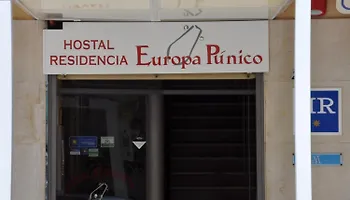 HOSTAL
RESIDENCIA Europa Púnico
HR